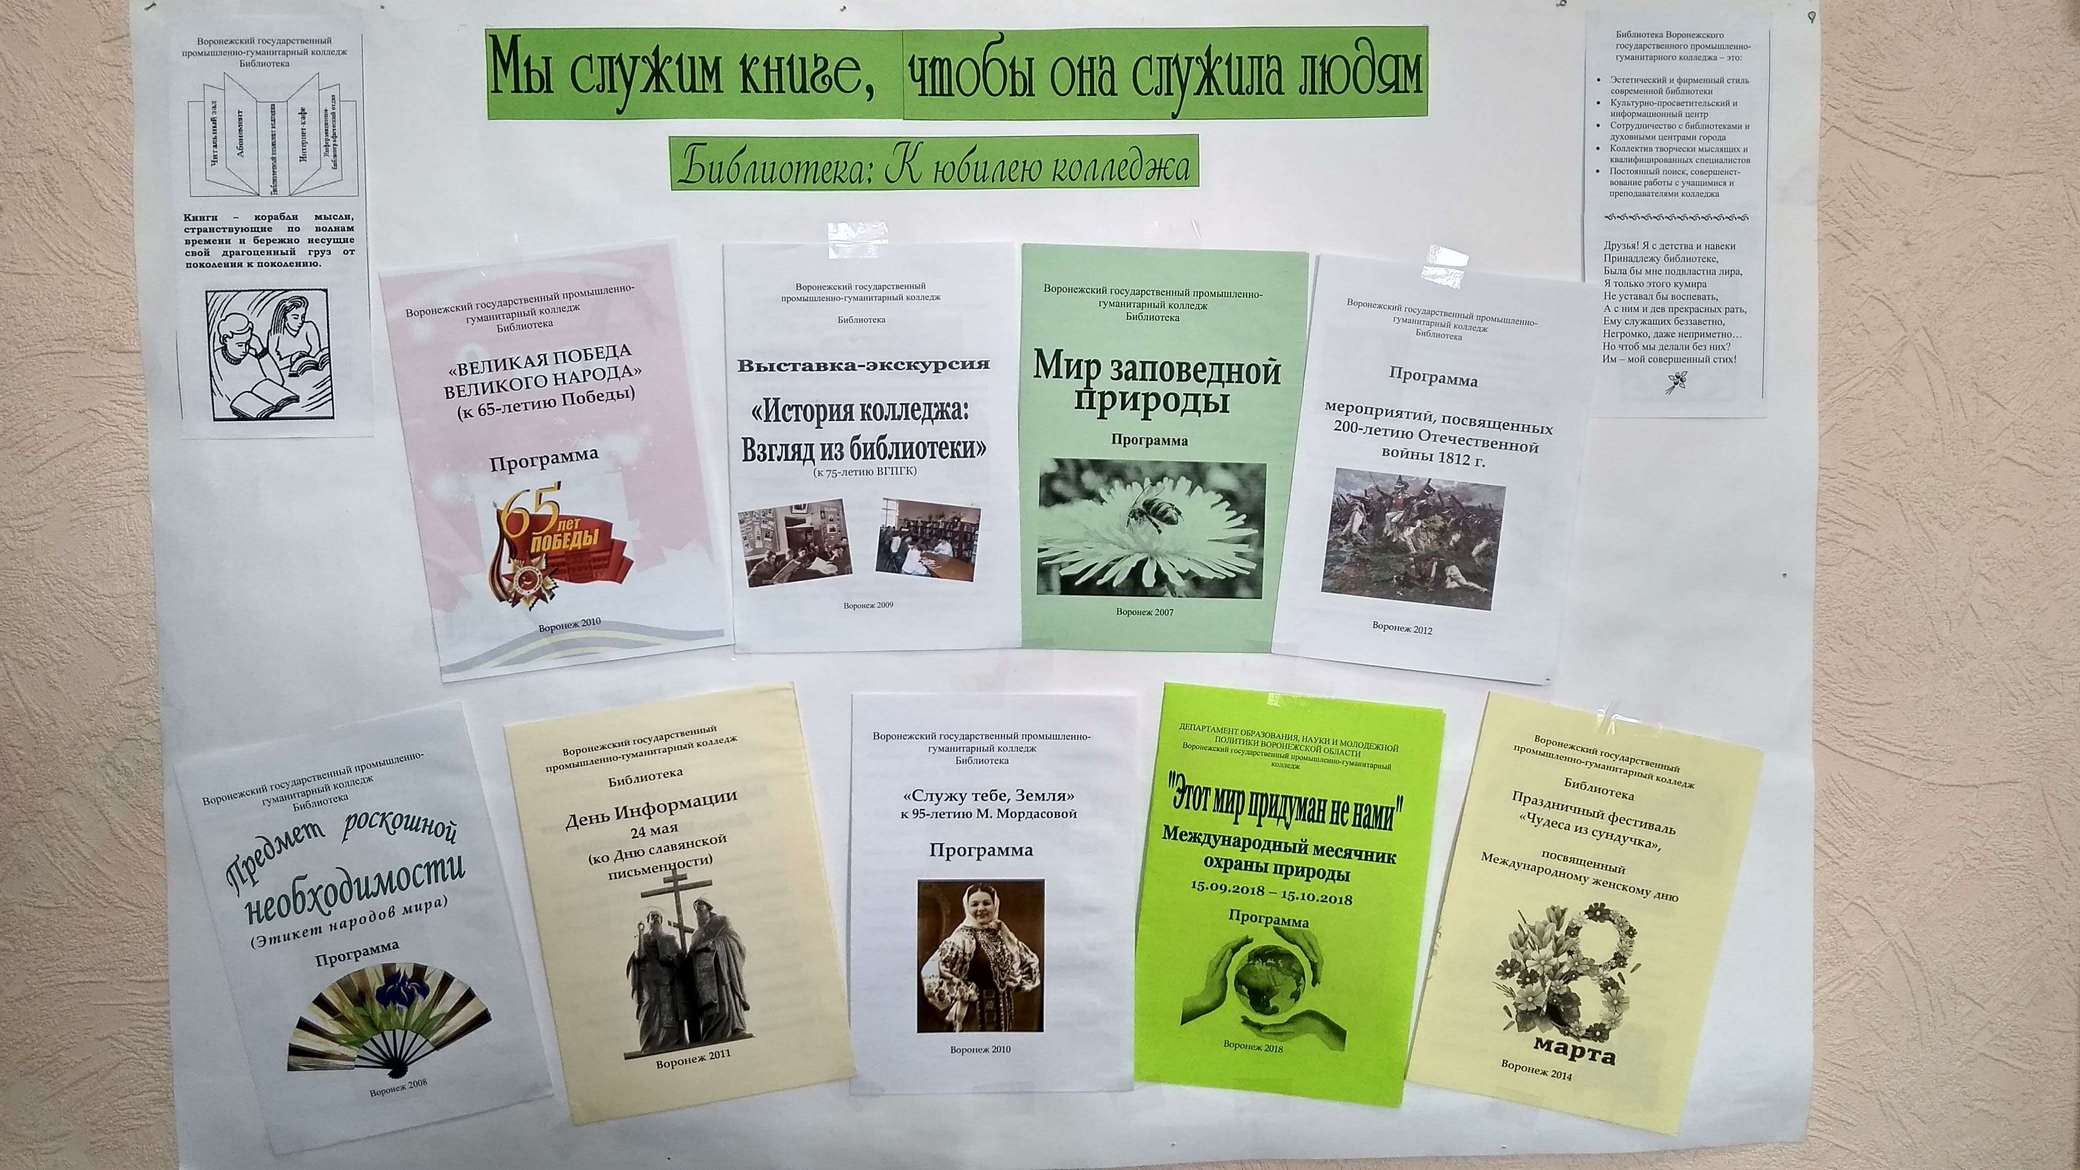 Мы служим книге, чтобы она служила людям
Библиотека: К юбилею колледжа
Воронежский государственный
промышленно-гуманитарный колледж
Библиотека
Читальный зал
Абонемент
Интернет-кафе
Книги – корабли мысли,
странствующие по волнам
времени и бережно несущие
свой драгоценный груз от
поколения к поколению.
Библиотека Воронежского
государственного промышленно-
гуманитарного колледжа – это:
• Эстетический и фирменный стиль
современной библиотеки
• Культурно-просветительский и
информационный центр
• Сотрудничество с библиотеками и
духовными центрами города
• Коллектив творчески мыслящих и
квалифицированных специалистов
• Постоянный поиск, совершенст-
вование работы с учащимися и
преподавателями колледжа
Друзья! Я с детства и навеки
Принадлежу библиотеке,
Была бы мне подвластна лира,
Я только этого кумира
Не уставал бы воспевать,
А с ним и дев прекрасных рать,
Ему служащих беззаветно,
Негромко, даже неприметно…
Но чтоб мы делали без них?
Им – мой совершенный стих!
Воронежский государственный промышленно-
гуманитарный колледж
Библиотека
«ВЕЛИКАЯ ПОБЕДА
ВЕЛИКОГО НАРОДА»
(к 65-летию Победы)
Программа
65 лет
ПОБЕДЫ
Воронеж 2010
Воронежский государственный
промышленно-гуманитарный колледж
Библиотека
Выставка-экскурсия
«История колледжа:
Взгляд из библиотеки»
(к 75-летию ВГПГК)
Воронеж 2009
Воронежский государственный промышленно-
гуманитарный колледж
Библиотека
Мир заповедной
природы
Программа
Воронеж 2007
Воронежский государственный промышленно-
гуманитарный колледж
Библиотека
Программа
мероприятий, посвященных
200-летию Отечественной
войны 1812 г.
Воронеж 2012
Воронежский государственный промышленно-
гуманитарный колледж
Библиотека
Предмет роскошной
необходимости
(Этикет народов мира)
Программа
Воронеж 2008
Воронежский государственный
промышленно-гуманитарный колледж
Библиотека
День Информации
24 мая
(ко Дню славянской
письменности)
Воронеж 2011
Воронежский государственный промышленно-
гуманитарный колледж
Библиотека
«Служу тебе, Земля»
к 95-летию М. Мордасовой
Программа
Воронеж 2010
ДЕПАРТАМЕНТ ОБРАЗОВАНИЯ, НАУКИ И МОЛОДЕЖНОЙ
ПОЛИТИКИ ВОРОНЕЖСКОЙ ОБЛАСТИ
Воронежский государственный промышленно-гуманитарный
колледж
"Этот мир придуман не нами"
Международный месячник
охраны природы
15.09.2018 – 15.10.2018
Программа
Воронеж 2018
Воронежский государственный
промышленно-гуманитарный колледж
Библиотека
Праздничный фестиваль
«Чудеса из сундучка»,
посвященный
Международному женскому дню
8
марта
Воронеж 2014